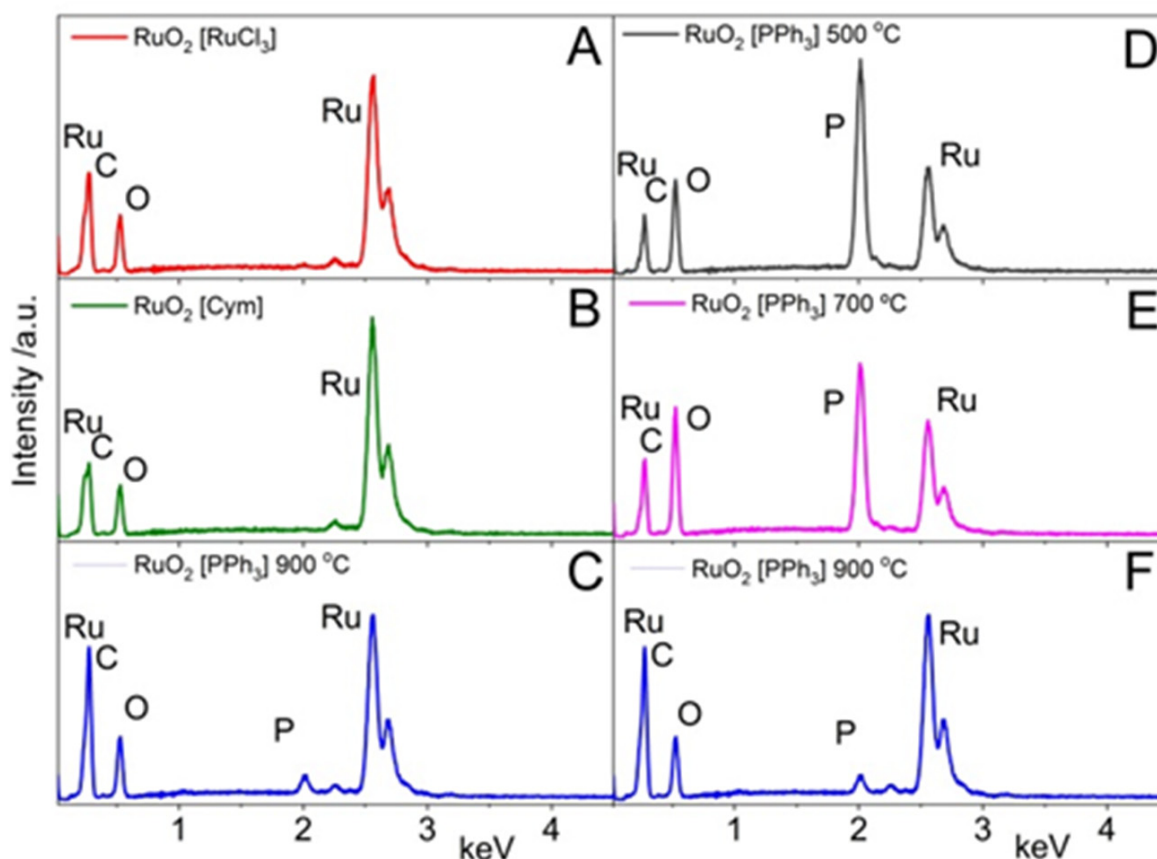 Intensity /a.u.
RuO₂ [RuCl₃]
A
Ru
Ru
C
O
RuO₂ [Cym]
B
Ru
Ru
C
O
RuO₂ [PPh₃] 900 °C
C
Ru
Ru
C
O
P
1 2 3 4
keV
RuO₂ [PPh₃] 500 °C
D
P
Ru
Ru
C
O
RuO₂ [PPh₃] 700 °C
E
P
Ru
Ru
C
O
RuO₂ [PPh₃] 900 °C
F
Ru
Ru
C
O
P
1 2 3 4
keV